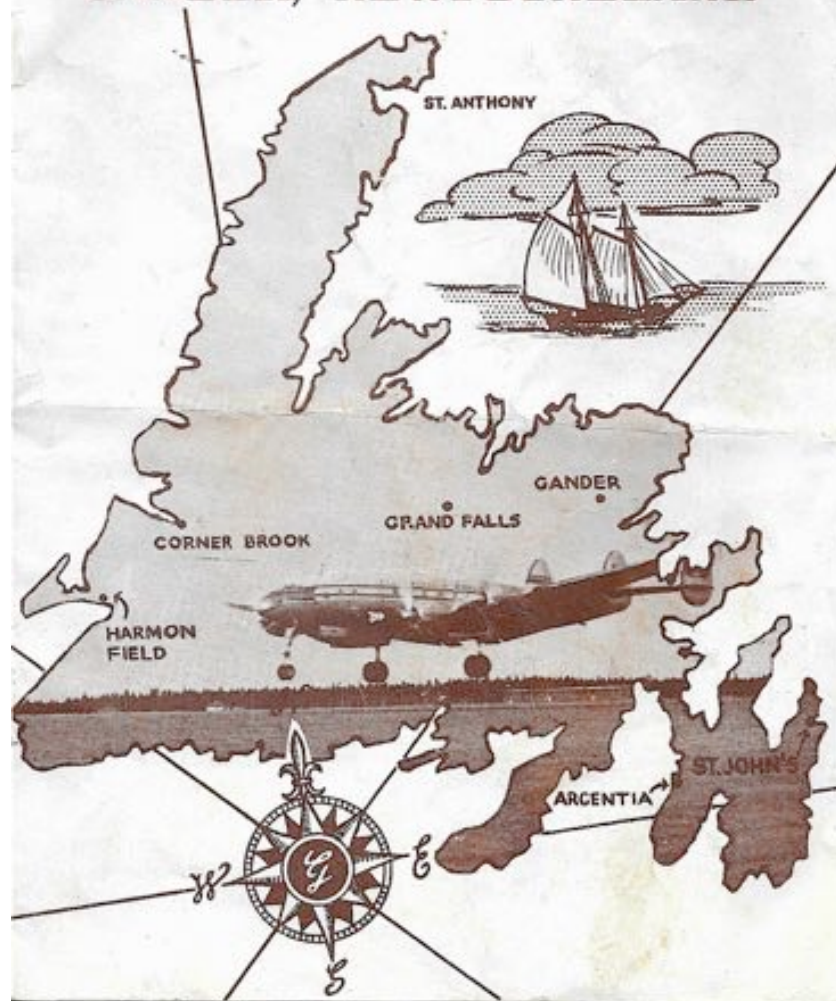 ST. ANTHONY
GANDER
GRAND FALLS
CORNER BROOK
HARMON
FIELD
ST. JOHN'S
ARGENTIA
G
E
W
S